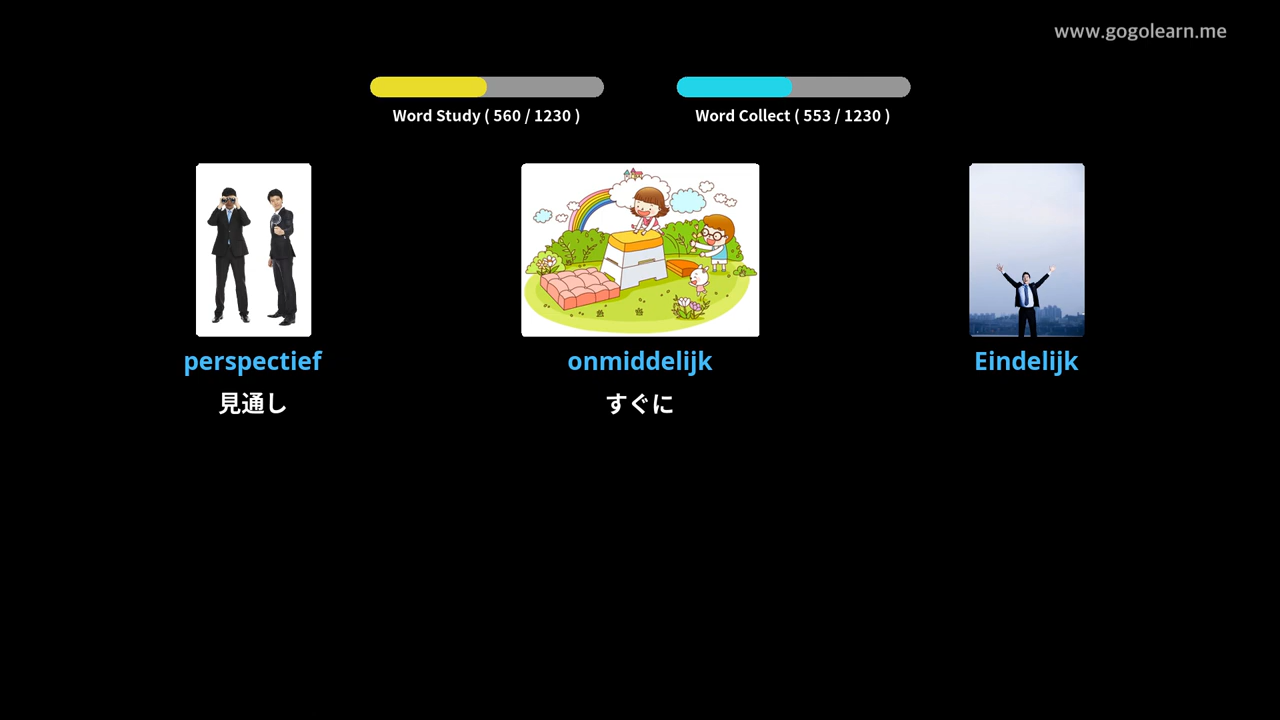 www.gogolearn.me
Word Study ( 560 / 1230 )
Word Collect ( 553 / 1230 )
perspectief
onmiddelijk
Eindelijk
見通し
すぐに